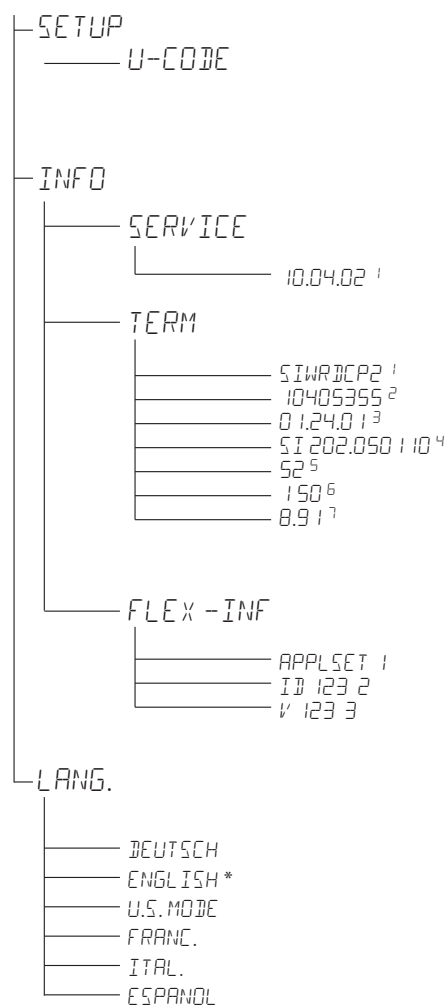 SETUP
U-CODE
INFO
SERVICE
10.04.02 1
TERM
SIWRDCP2 1
10405355 2
01.24.01 3
SI202.050110 4
52 5
150 6
8.91 7
FLEX-INF
APPLSET 1
ID 123 2
V 123 3
LANG.
DEUTSCH
ENGLISH *
U.S. MODE
FRANC.
ITAL.
ESPANOL